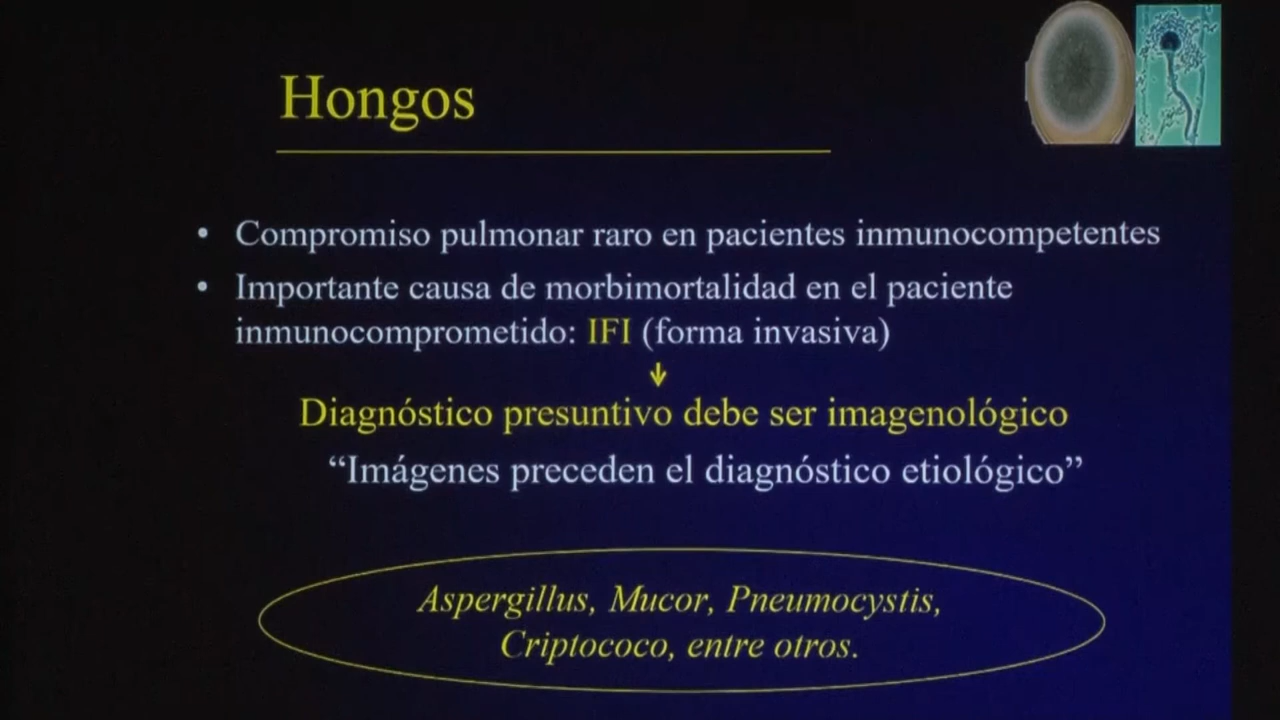 Hongos
• Compromiso pulmonar raro en pacientes inmunocompetentes
• Importante causa de morbimortalidad en el paciente
inmunocomprometido: IFI (forma invasiva)
Diagnóstico presuntivo debe ser imagenológico
“Imágenes preceden el diagnóstico etiológico”
Aspergillus, Mucor, Pneumocystis,
Criptococo, entre otros.